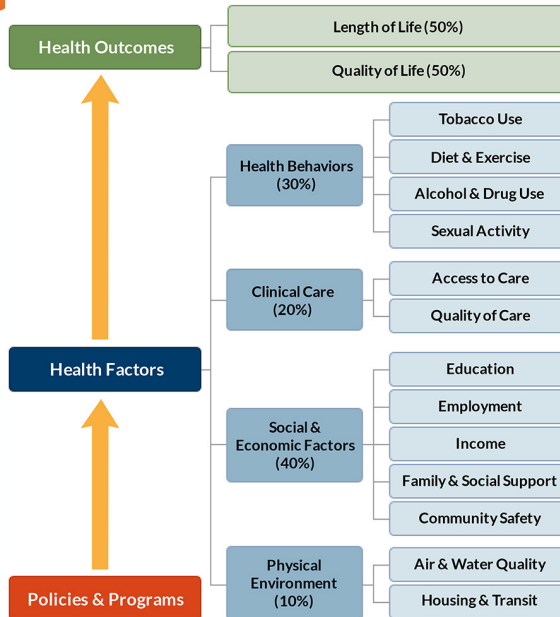 Health Outcomes
Length of Life (50%)
Quality of Life (50%)
Health Factors
Health Behaviors
(30%)
Tobacco Use
Diet & Exercise
Alcohol & Drug Use
Sexual Activity
Clinical Care
(20%)
Access to Care
Quality of Care
Social &
Economic Factors
(40%)
Education
Employment
Income
Family & Social Support
Community Safety
Physical
Environment
(10%)
Air & Water Quality
Housing & Transit
Policies & Programs